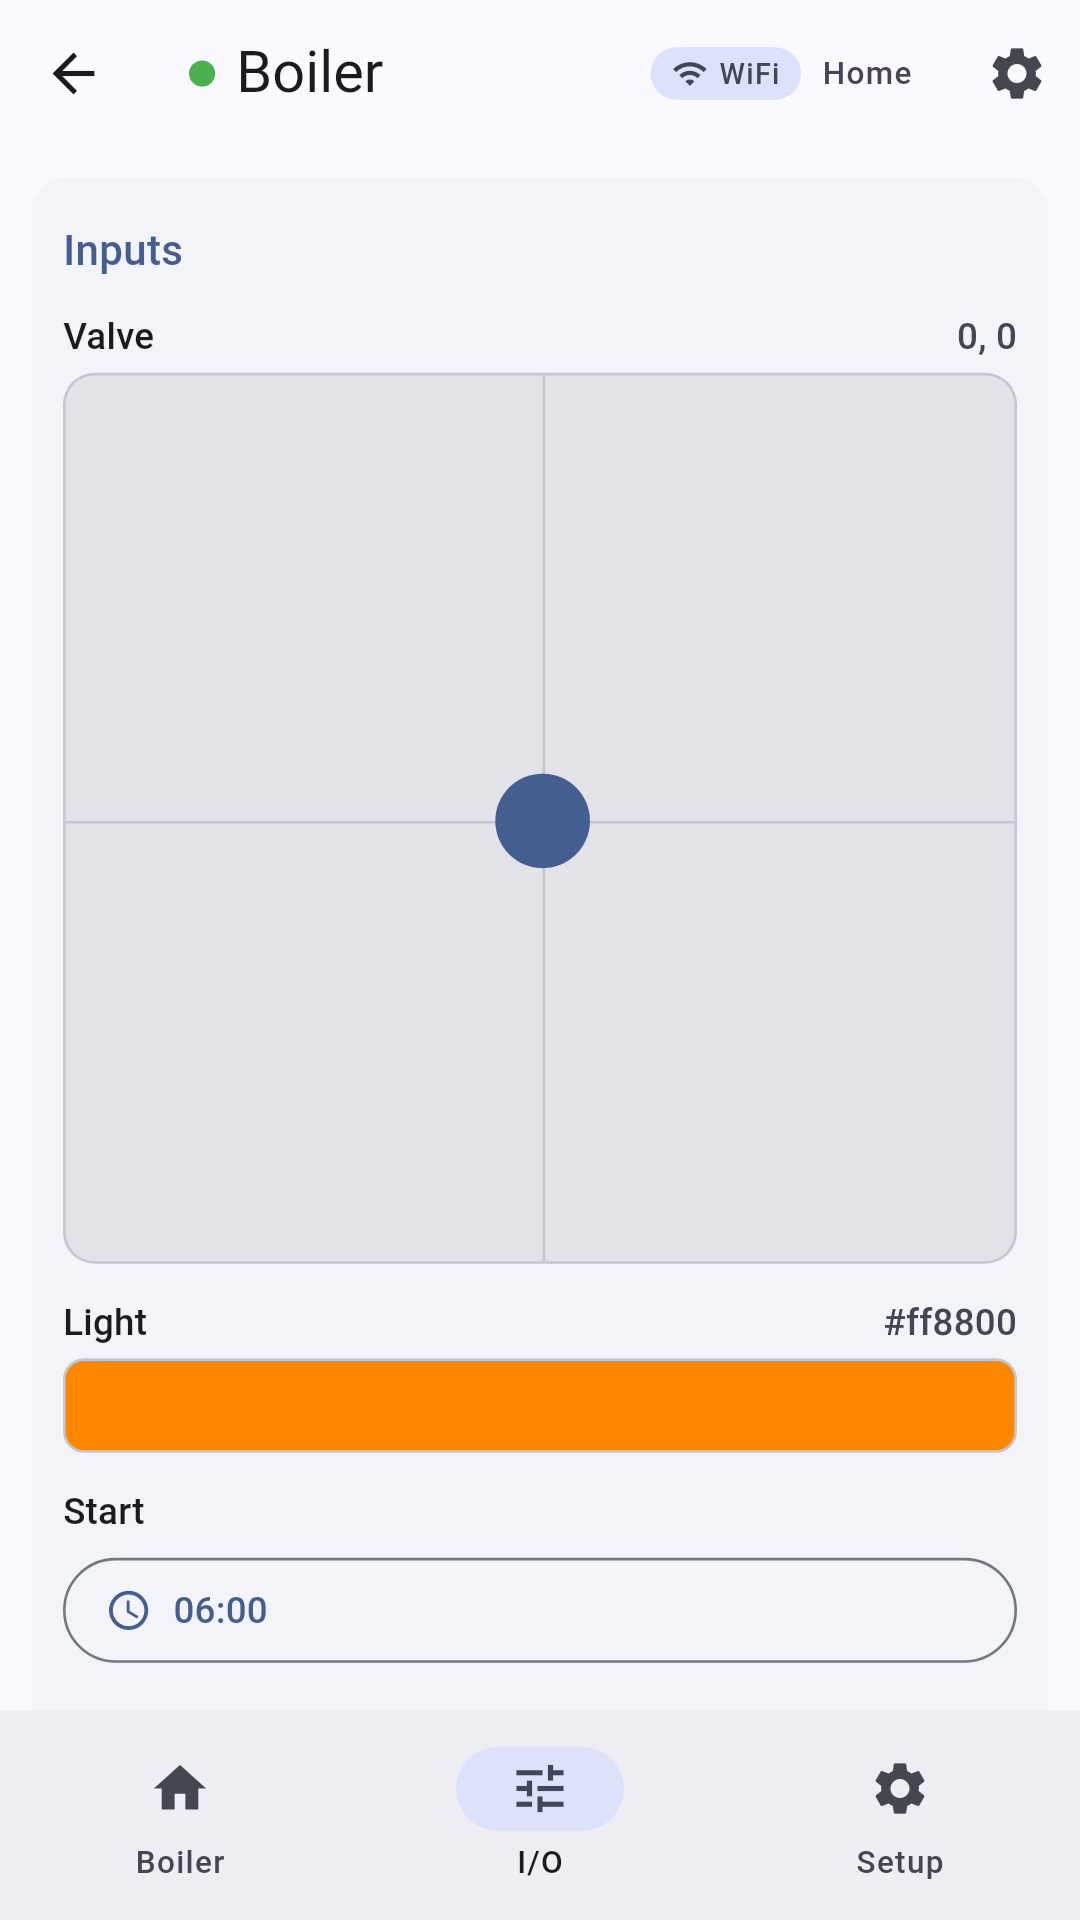 Boiler
WiFi
Home
Inputs
Valve
0, 0
Light
#ff8800
Start
06:00
Boiler
I/O
Setup